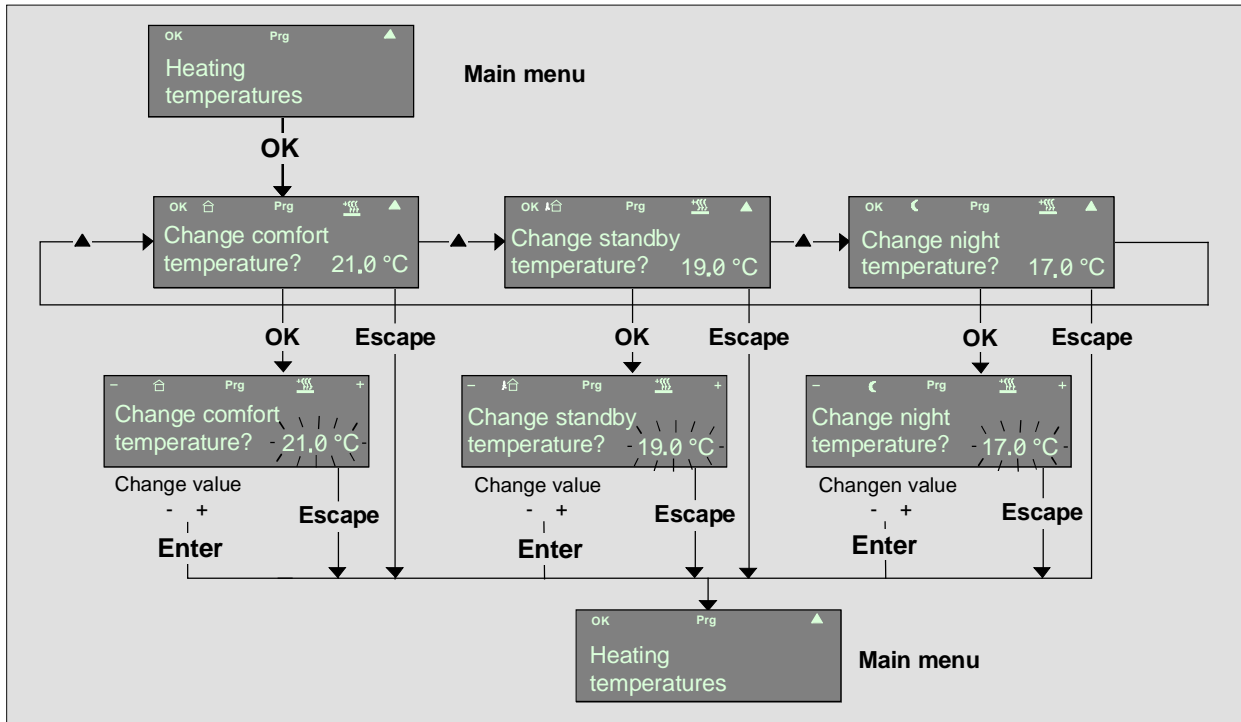 OK Prg ▲
Heating
temperatures
Main menu
OK
OK Prg ▲
Change comfort
temperature? 21.0 °C
▲
OK Prg ▲
Change standby
temperature? 19.0 °C
▲
OK Prg ▲
Change night
temperature? 17.0 °C
▲
OK Escape
OK Escape
OK Escape
- Prg +
Change comfort
temperature? 21.0 °C
- Prg +
Change standby
temperature? 19.0 °C
- Prg +
Change night
temperature? 17.0 °C
Change value
- +
Enter
Escape
Change value
- +
Enter
Escape
Changen value
- +
Enter
Escape
OK Prg ▲
Heating
temperatures
Main menu